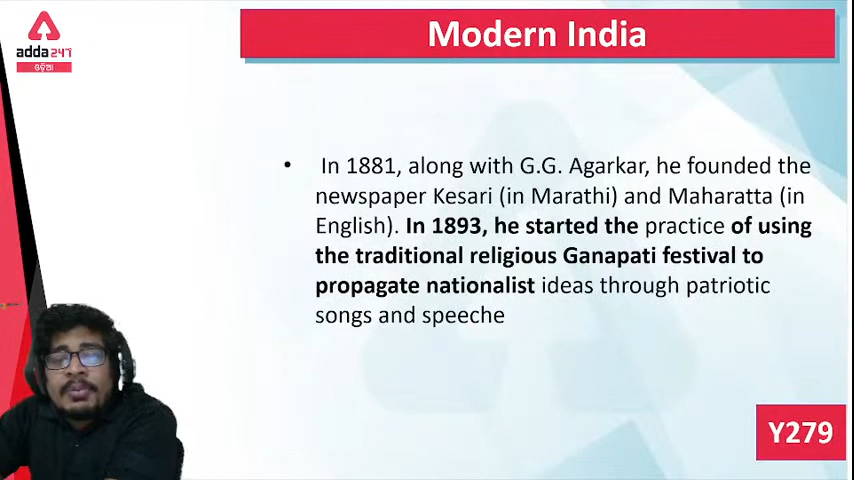 Modern India
adda247
ଓଡ଼ିଆ
• In 1881, along with G.G. Agarkar, he founded the
newspaper Kesari (in Marathi) and Maharatta (in
English). In 1893, he started the practice of using
the traditional religious Ganapati festival to
propagate nationalist ideas through patriotic
songs and speeche
Y279